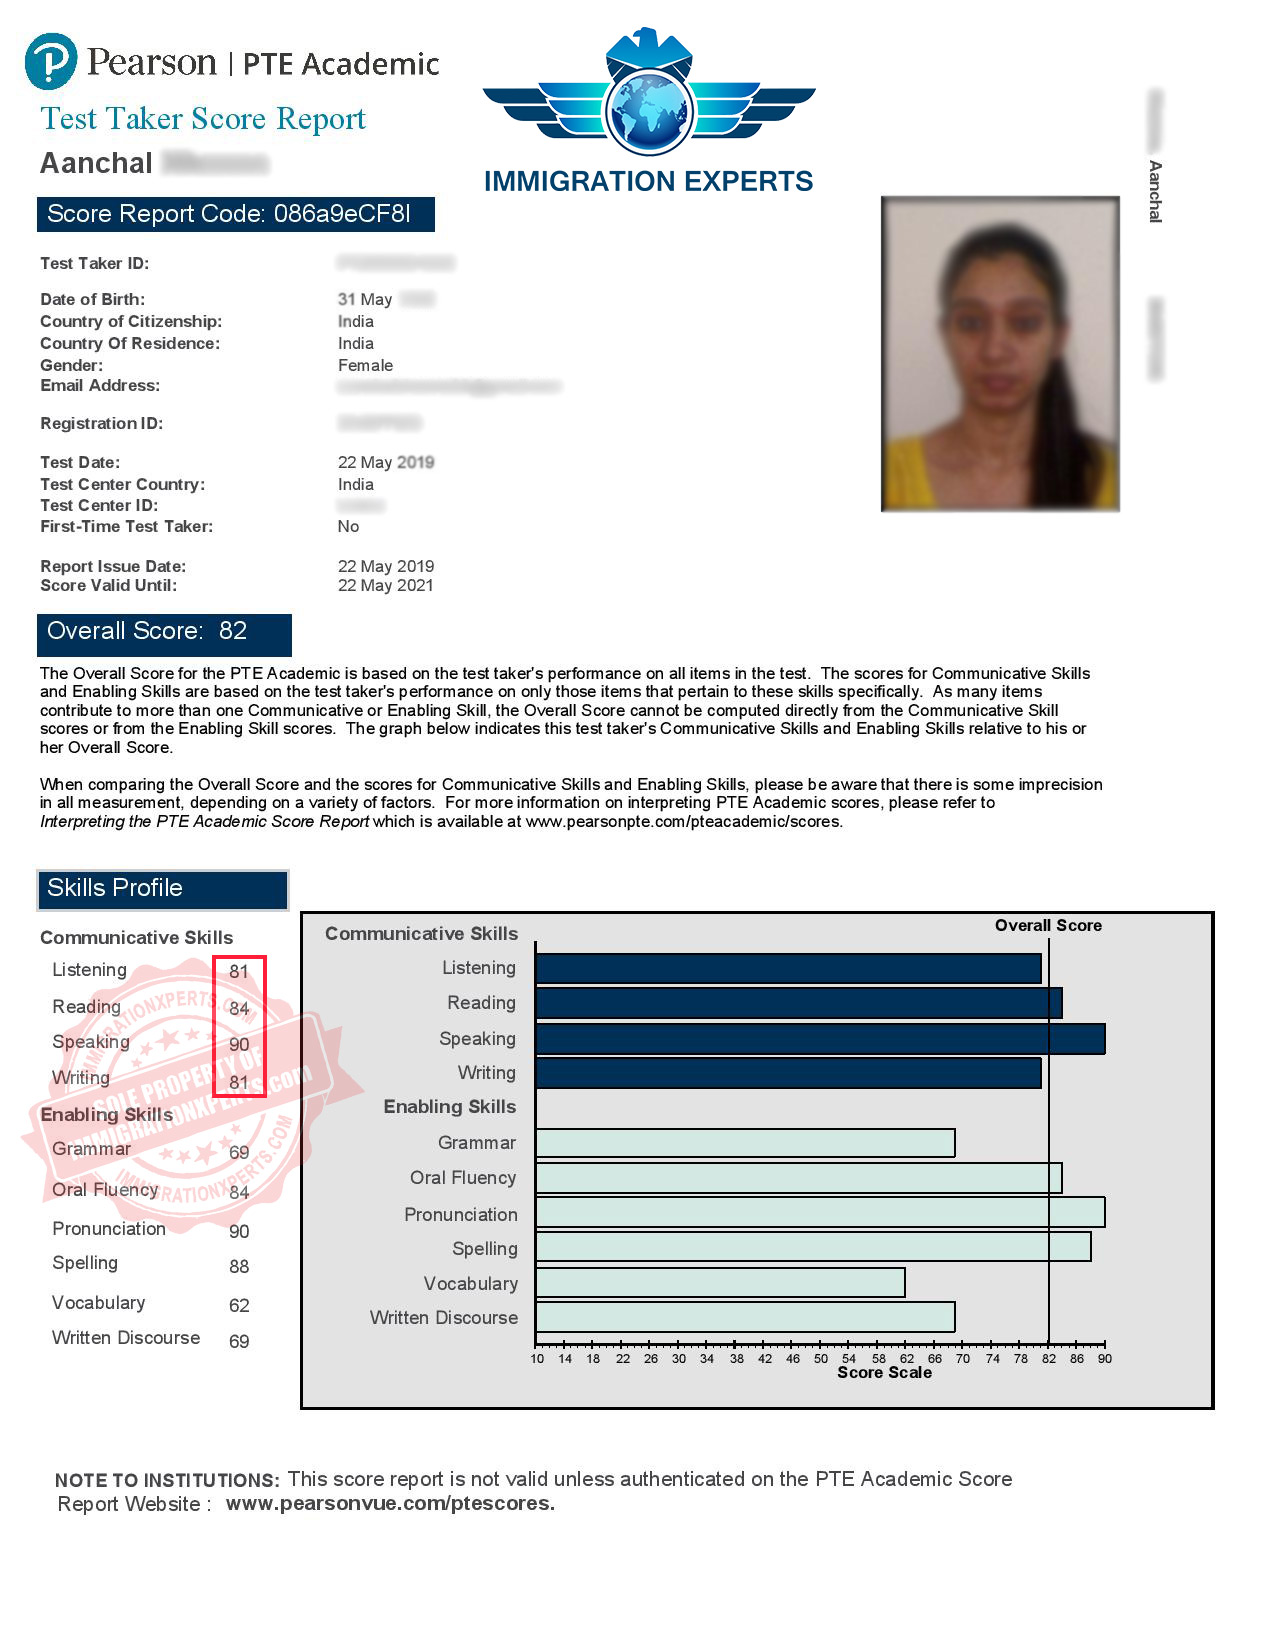 Pearson | PTE Academic
Test Taker Score Report
Aanchal
IMMIGRATION EXPERTS
Aanchal
Score Report Code: 086a9eCF8I
Test Taker ID:
Date of Birth: 31 May
Country of Citizenship: India
Country Of Residence: India
Gender: Female
Email Address:
Registration ID:
Test Date: 22 May 2019
Test Center Country: India
Test Center ID:
First-Time Test Taker: No
Report Issue Date: 22 May 2019
Score Valid Until: 22 May 2021
Overall Score: 82
The Overall Score for the PTE Academic is based on the test taker's performance on all items in the test. The scores for Communicative Skills
and Enabling Skills are based on the test taker's performance on only those items that pertain to these skills specifically. As many items
contribute to more than one Communicative or Enabling Skill, the Overall Score cannot be computed directly from the Communicative Skill
scores or from the Enabling Skill scores. The graph below indicates this test taker's Communicative Skills and Enabling Skills relative to his or
her Overall Score.
When comparing the Overall Score and the scores for Communicative Skills and Enabling Skills, please be aware that there is some imprecision
in all measurement, depending on a variety of factors. For more information on interpreting PTE Academic scores, please refer to
Interpreting the PTE Academic Score Report which is available at www.pearsonpte.com/pteacademic/scores.
Skills Profile
Communicative Skills
Listening 81
Reading 84
Speaking 90
Writing 81
Enabling Skills
Grammar 69
Oral Fluency 84
Pronunciation 90
Spelling 88
Vocabulary 62
Written Discourse 69
IMMIGRATIONXPERTS.COM
SOLE PROPERTY OF
IMMIGRATIONXPERTS.com
IMMIGRATIONXPERTS.COM
Overall Score
Communicative Skills
Listening
Reading
Speaking
Writing
Enabling Skills
Grammar
Oral Fluency
Pronunciation
Spelling
Vocabulary
Written Discourse
10 14 18 22 26 30 34 38 42 46 50 54 58 62 66 70 74 78 82 86 90
Score Scale
NOTE TO INSTITUTIONS: This score report is not valid unless authenticated on the PTE Academic Score
Report Website : www.pearsonvue.com/ptescores.